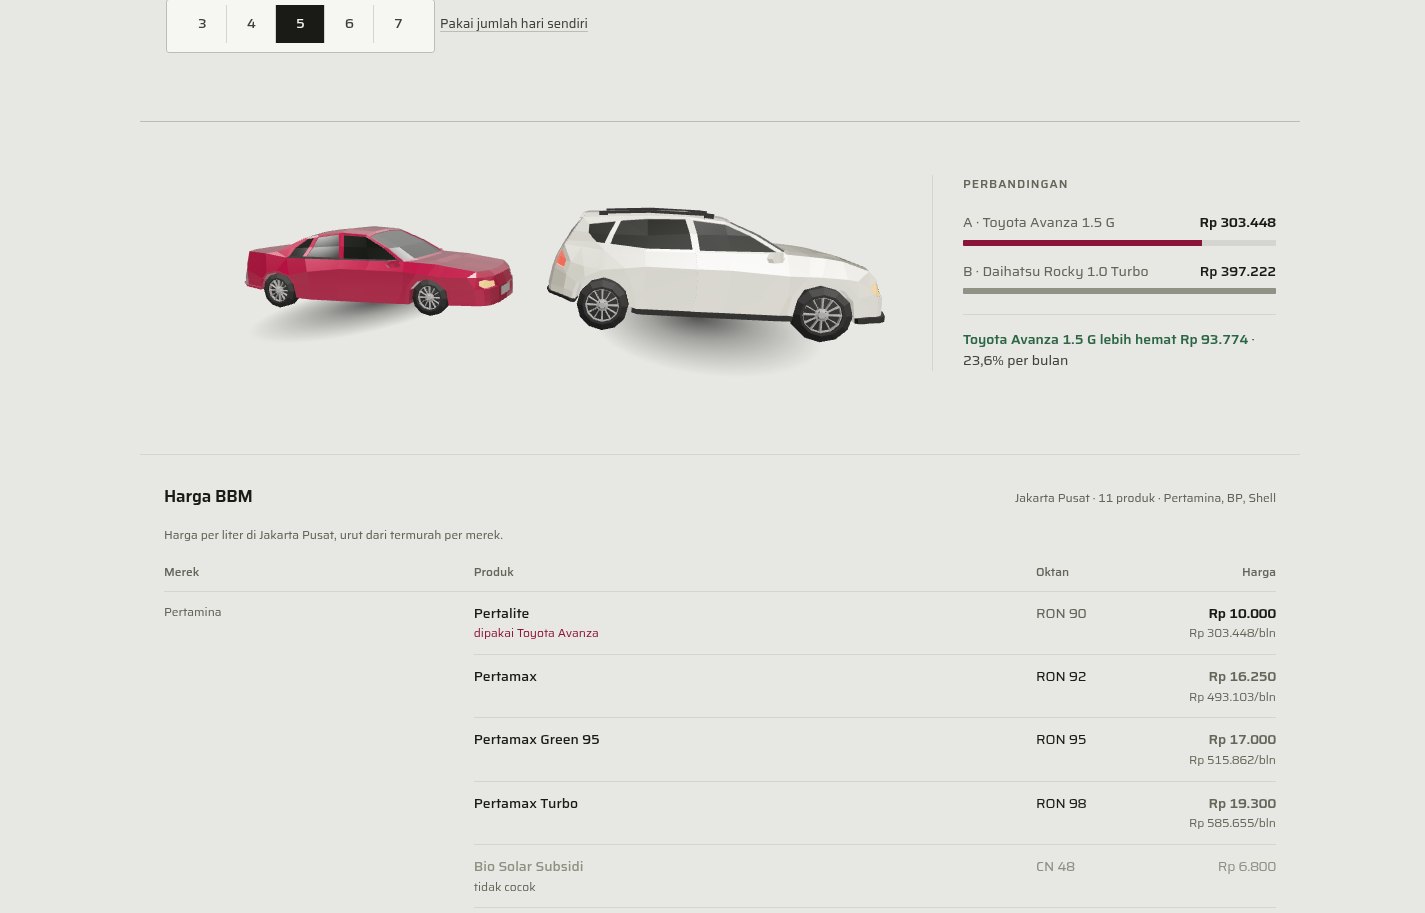 3 4 5 6 7 Pakai jumlah hari sendiri
PERBANDINGAN
A · Toyota Avanza 1.5 G Rp 303.448
B · Daihatsu Rocky 1.0 Turbo Rp 397.222
Toyota Avanza 1.5 G lebih hemat Rp 93.774 ·
23,6% per bulan
Harga BBM Jakarta Pusat · 11 produk · Pertamina, BP, Shell
Harga per liter di Jakarta Pusat, urut dari termurah per merek.
Merek Produk Oktan Harga
Pertamina Pertalite RON 90 Rp 10.000
dipakai Toyota Avanza Rp 303.448/bln
Pertamax RON 92 Rp 16.250
Rp 493.103/bln
Pertamax Green 95 RON 95 Rp 17.000
Rp 515.862/bln
Pertamax Turbo RON 98 Rp 19.300
Rp 585.655/bln
Bio Solar Subsidi CN 48 Rp 6.800
tidak cocok